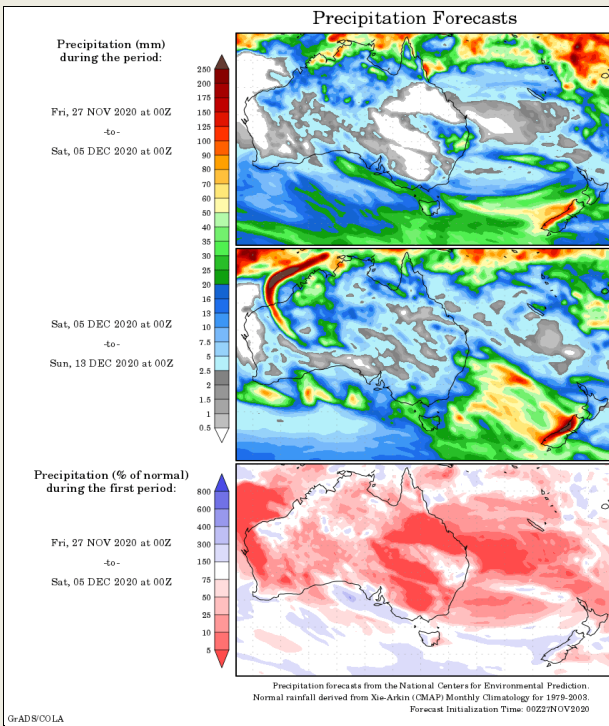 Precipitation Forecasts
Precipitation (mm)
during the period:
Fri, 27 NOV 2020 at 00Z
-to-
Sat, 05 DEC 2020 at 00Z
250
200
175
150
125
100
90
80
70
60
50
40
35
30
25
20
16
13
10
7.5
5
2.5
2
1.5
1
0.5
Sat, 05 DEC 2020 at 00Z
-to-
Sun, 13 DEC 2020 at 00Z
Precipitation (% of normal)
during the first period:
Fri, 27 NOV 2020 at 00Z
-to-
Sat, 05 DEC 2020 at 00Z
800
600
400
300
150
75
50
25
10
5
Precipitation forecasts from the National Centers for Environmental Prediction.
Normal rainfall derived from Xie-Arkin (CMAP) Monthly Climatology for 1979-2003.
Forecast Initialization Time: 00Z27NOV2020
GrADS/COLA